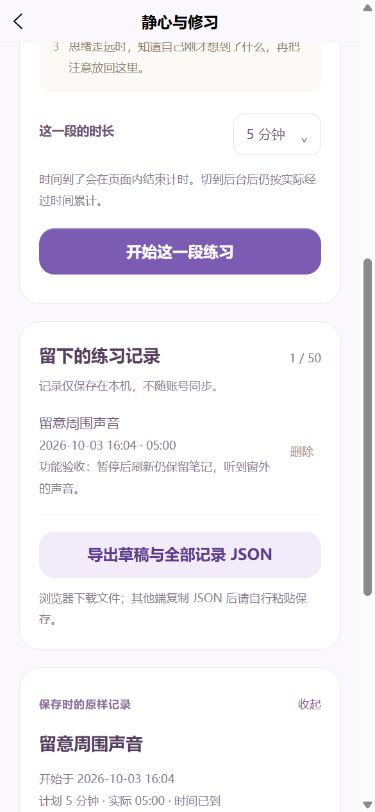 静心与修习
3 思绪走远时，知道自己刚才想到了什么，再把
注意放回这里。
这一段的时长
5 分钟
时间到了会在页面内结束计时。切到后台后仍按实际经
过时间累计。
开始这一段练习
留下的练习记录
1 / 50
记录仅保存在本机，不随账号同步。
留意周围声音
2026-10-03 16:04 · 05:00
功能验收：暂停后刷新仍保留笔记，听到窗外
的声音。
删除
导出草稿与全部记录 JSON
浏览器下载文件；其他端复制 JSON 后请自行粘贴保
存。
保存时的原样记录
收起
留意周围声音
开始于 2026-10-03 16:04
计划 5 分钟 · 实际 05:00 · 时间已到